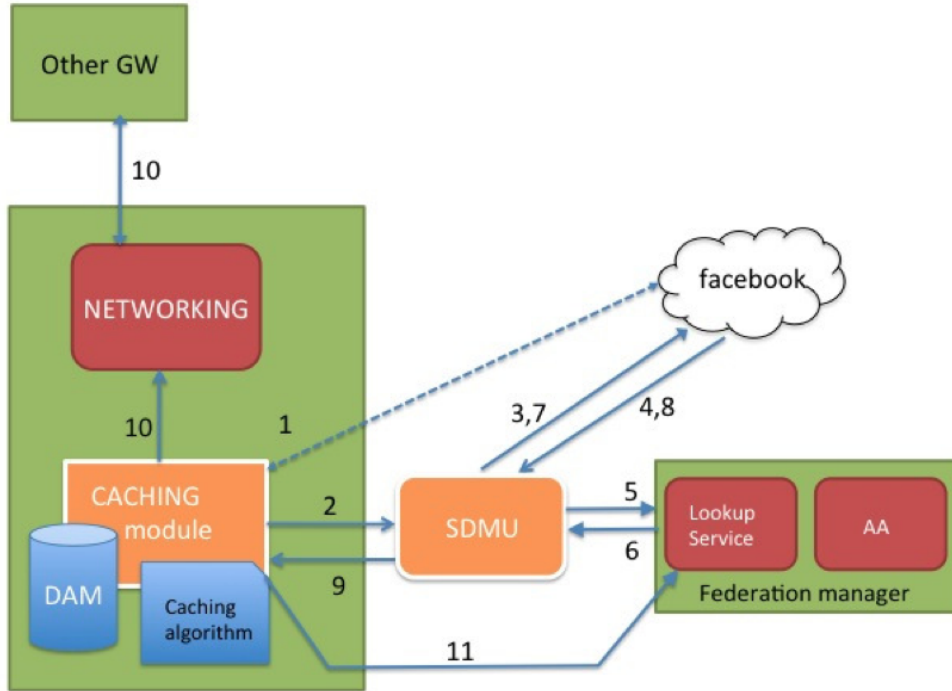 Other GW
10
NETWORKING
facebook
10
1
3,7
4,8
CACHING
module
2
SDMU
5
Lookup
Service
AA
6
DAM
9
Caching
algorithm
Federation manager
11